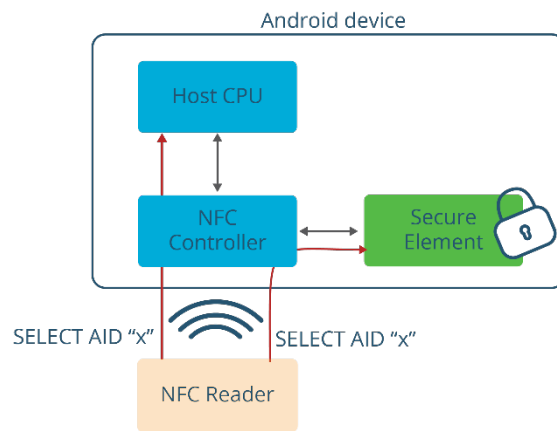 Android device
Host CPU
NFC
Controller
Secure
Element
SELECT AID “x”
SELECT AID “x”
NFC Reader